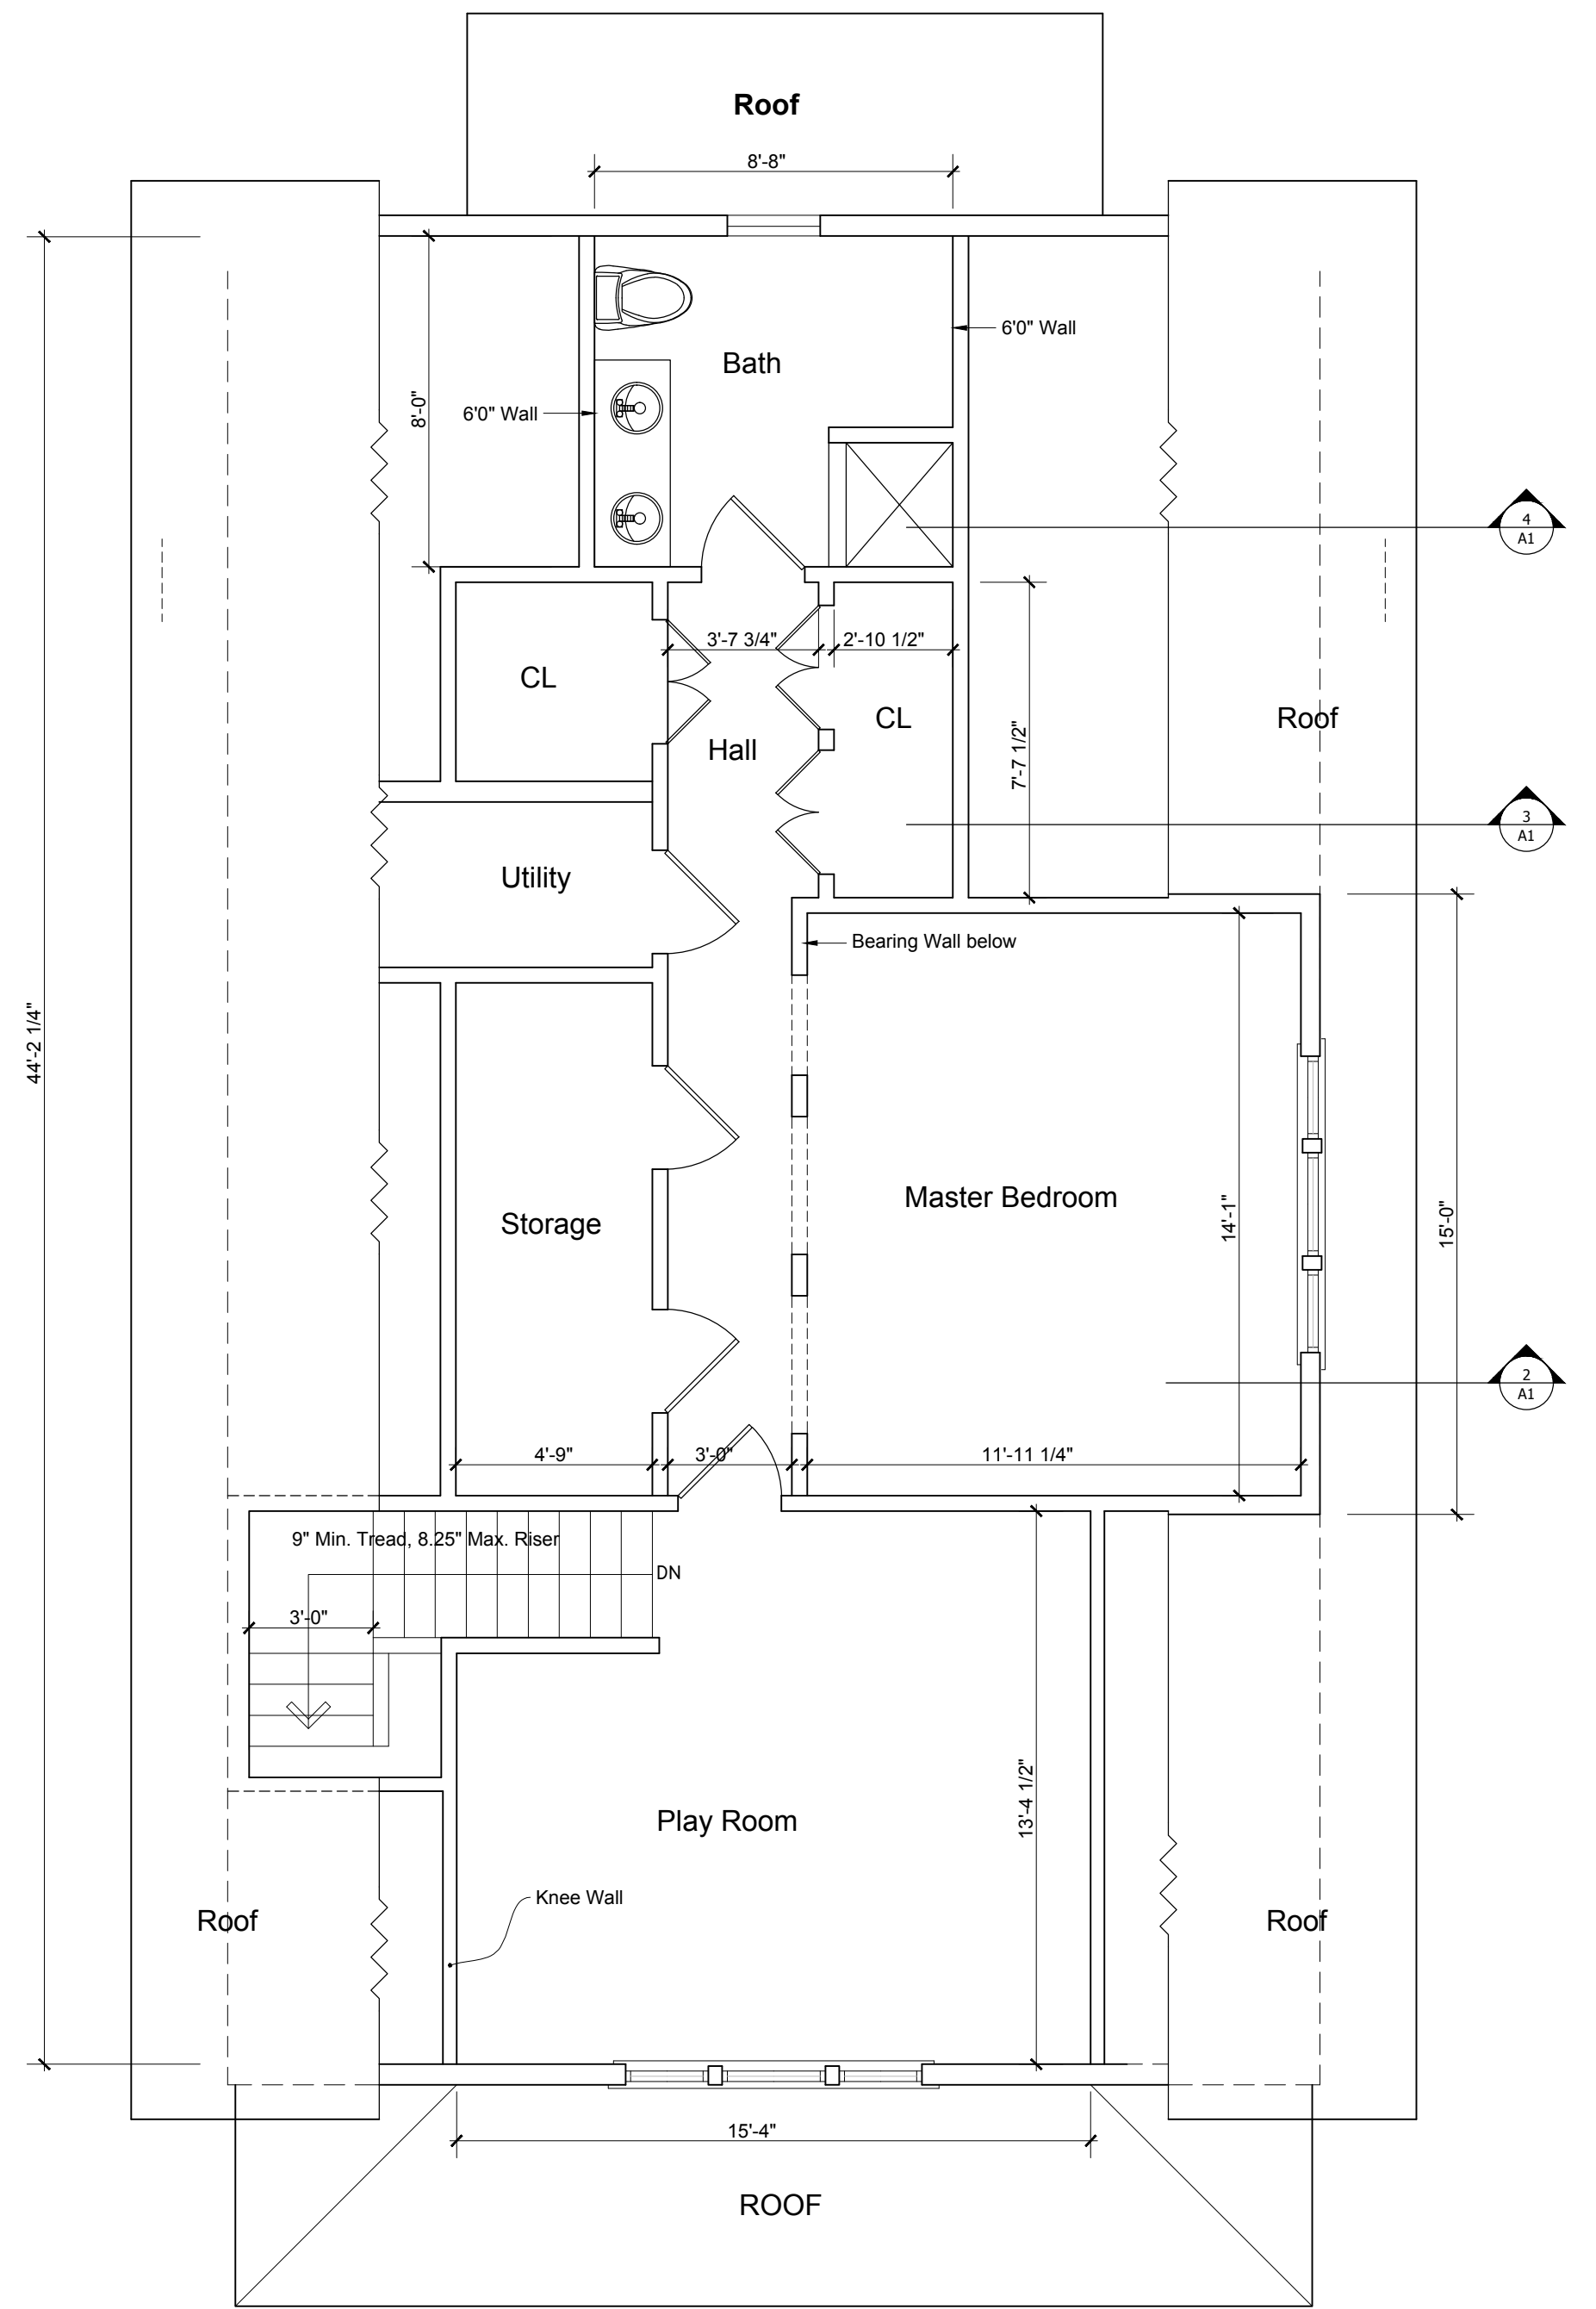 Roof
8'-8"
6'0" Wall
Bath
8'-0"
6'0" Wall
4
A1
3'-7 3/4"
2'-10 1/2"
CL
CL
Roof
Hall
7'-7 1/2"
3
A1
Utility
Bearing Wall below
44'-2 1/4"
Master Bedroom
14'-1"
15'-0"
Storage
2
A1
4'-9"
3'-0"
11'-11 1/4"
9" Min. Tread, 8.25" Max. Riser
DN
3'-0"
13'-4 1/2"
Play Room
Knee Wall
Roof
Roof
15'-4"
ROOF